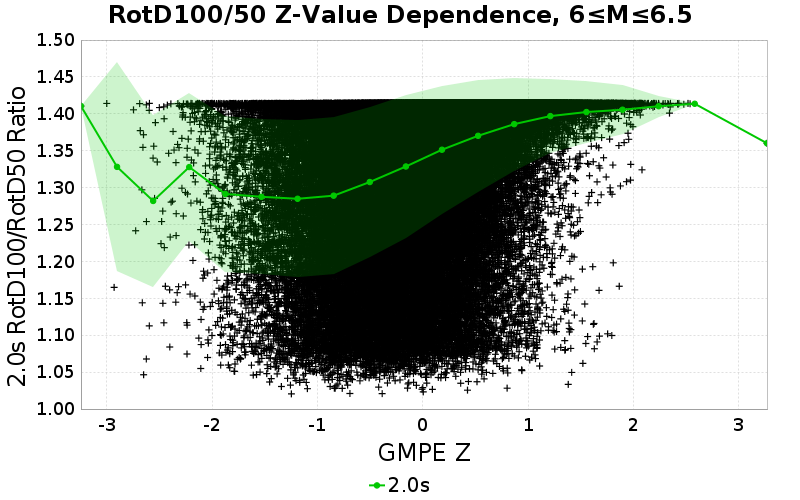 RotD100/50 Z-Value Dependence, 6≤M≤6.5
2.0s RotD100/RotD50 Ratio
1.50
1.45
1.40
1.35
1.30
1.25
1.20
1.15
1.10
1.05
1.00
-3 -2 -1 0 1 2 3
GMPE Z
2.0s